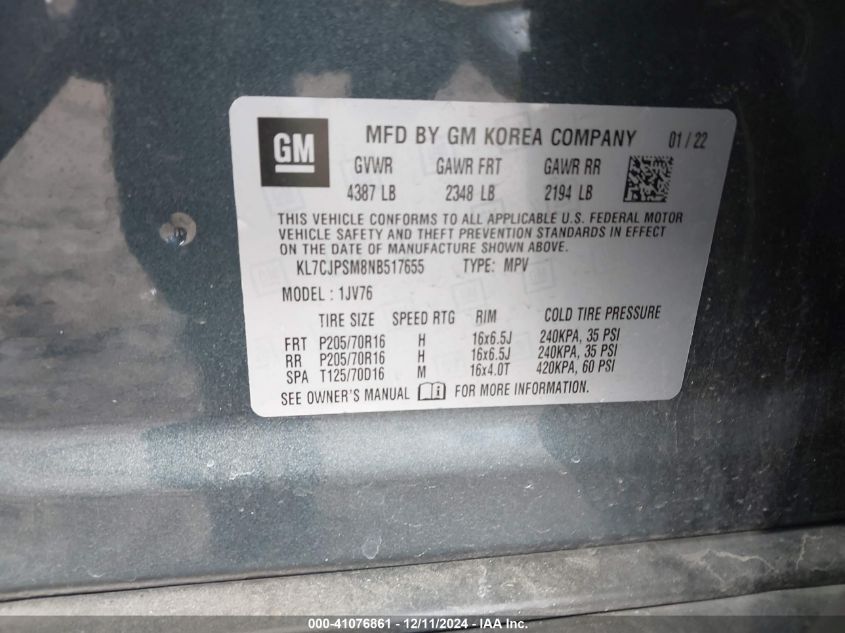 GM
MFD BY GM KOREA COMPANY 01 / 22
GVWR GAWR FRT GAWR RR
4387 LB 2348 LB 2194 LB
THIS VEHICLE CONFORMS TO ALL APPLICABLE U.S. FEDERAL MOTOR
VEHICLE SAFETY AND THEFT PREVENTION STANDARDS IN EFFECT
ON THE DATE OF MANUFACTURE SHOWN ABOVE.
KL7CJPSM8NB517655 TYPE: MPV
MODEL : 1JV76
TIRE SIZE SPEED RTG RIM COLD TIRE PRESSURE
FRT P205/70R16 H 16x6.5J 240KPA, 35 PSI
RR P205/70R16 H 16x6.5J 240KPA, 35 PSI
SPA T125/70D16 M 16x4.0T 420KPA, 60 PSI
SEE OWNER'S MANUAL FOR MORE INFORMATION.
000-41076861 - 12/11/2024 - IAA Inc.